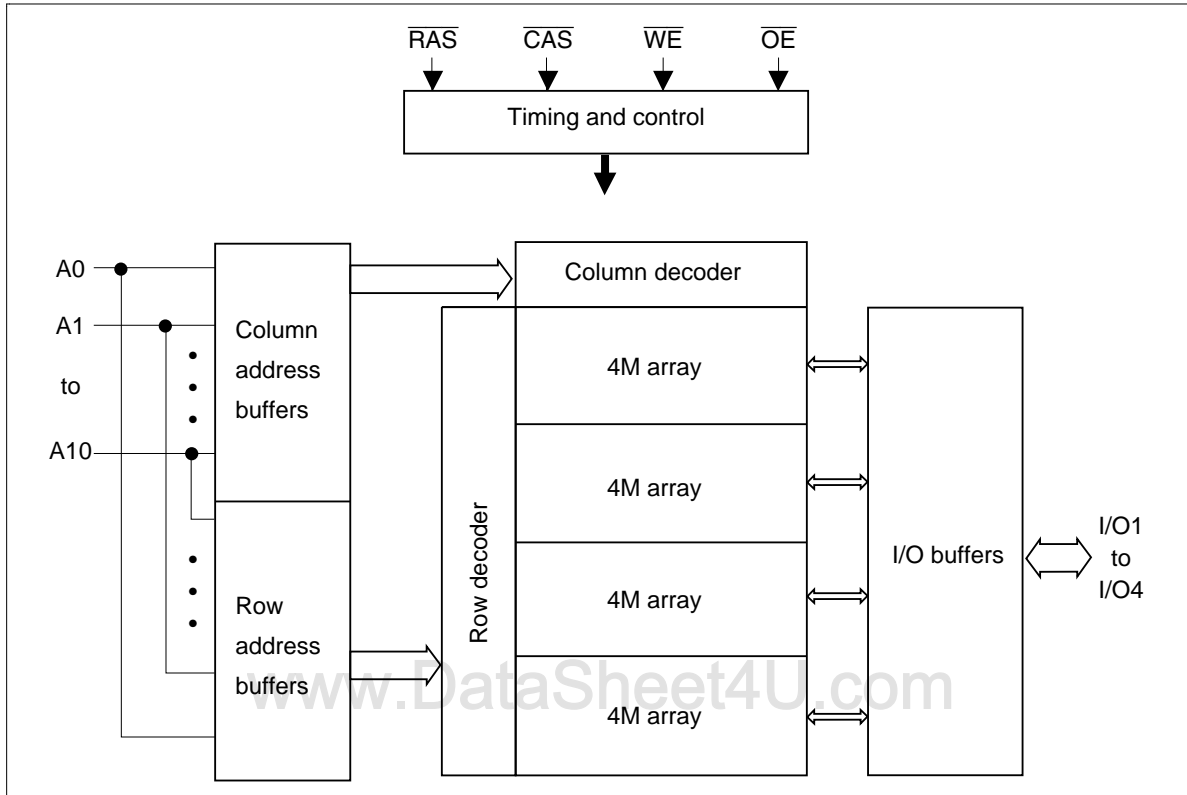 RAS CAS WE OE
Timing and control
A0
A1
to
A10
Column
address
buffers
Row
address
buffers
Column decoder
Row decoder
4M array
4M array
4M array
4M array
I/O buffers
I/O1
to
I/O4
www.DataSheet4U.com